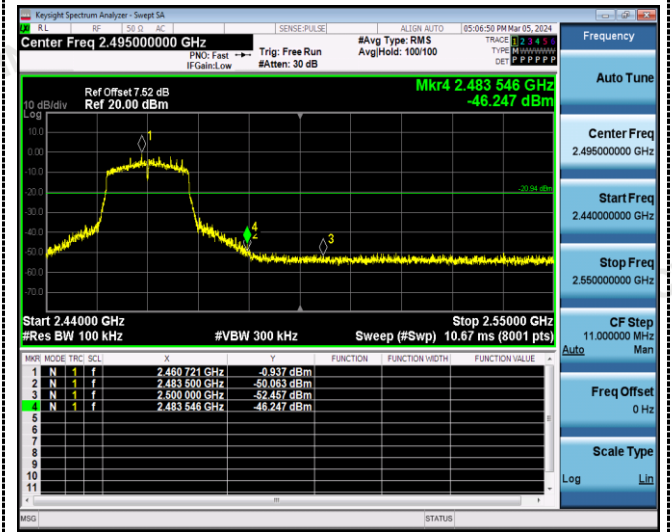 Keysight Spectrum Analyzer - Swept SA
RL RF 50 Ω AC SENSE:PULSE ALIGN AUTO 05:06:50 PM Mar 05, 2024
Center Freq 2.495000000 GHz #Avg Type: RMS TRACE 1 2 3 4 5 6
PNO: Fast Trig: Free Run Avg|Hold: 100/100 TYPE M WWWWW
IFGain:Low #Atten: 30 dB DET P P P P P P
Mkr4 2.483 546 GHz
-46.247 dBm
Ref Offset 7.52 dB
10 dB/div Ref 20.00 dBm
Log
10.0
0.00
-10.0
-20.0
-30.0
-40.0
-50.0
-60.0
-70.0
1
-20.94 dBm
4
2
3
Start 2.44000 GHz Stop 2.55000 GHz
#Res BW 100 kHz #VBW 300 kHz Sweep (#Swp) 10.67 ms (8001 pts)
MKR MODE TRC SCL X Y FUNCTION FUNCTION WIDTH FUNCTION VALUE
1 N 1 f 2.460 721 GHz -0.937 dBm
2 N 1 f 2.483 500 GHz -50.063 dBm
3 N 1 f 2.500 000 GHz -52.457 dBm
4 N 1 f 2.483 546 GHz -46.247 dBm
5
6
7
8
9
10
11
MSG STATUS
Frequency
Auto Tune
Center Freq
2.495000000 GHz
Start Freq
2.440000000 GHz
Stop Freq
2.550000000 GHz
CF Step
11.000000 MHz
Auto Man
Freq Offset
0 Hz
Scale Type
Log Lin